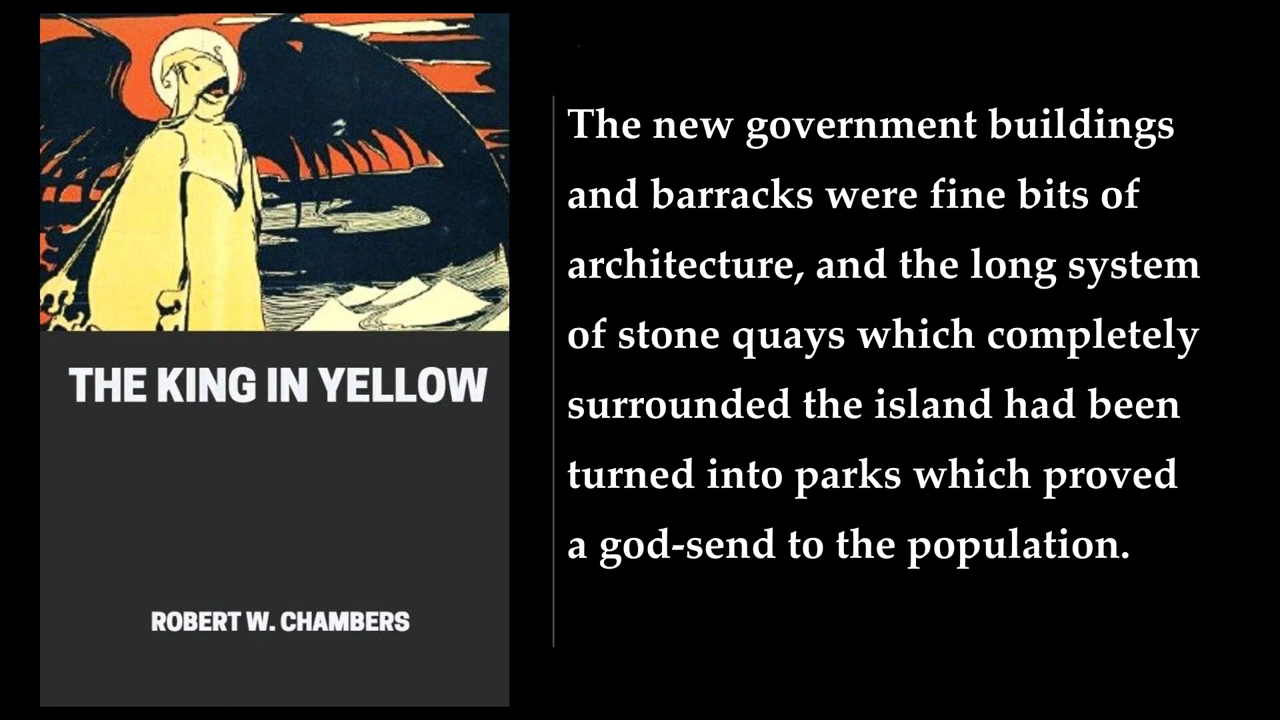 THE KING IN YELLOW
ROBERT W. CHAMBERS
The new government buildings
and barracks were fine bits of
architecture, and the long system
of stone quays which completely
surrounded the island had been
turned into parks which proved
a god-send to the population.